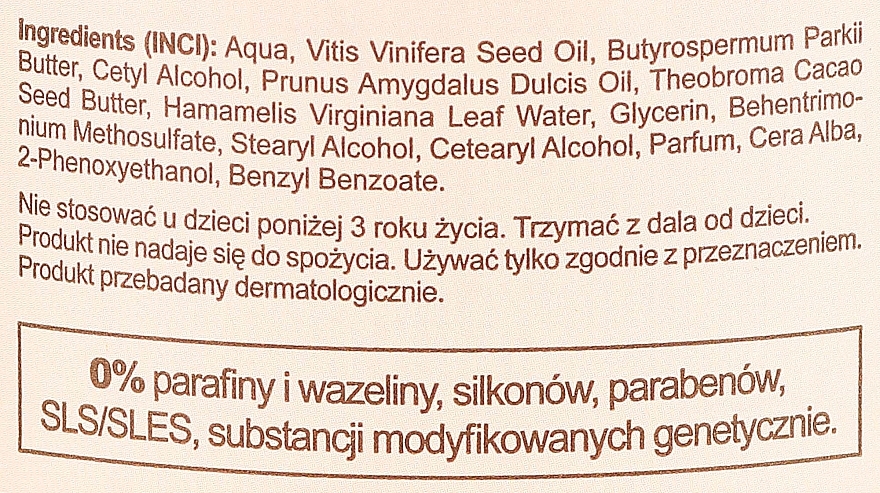 Ingredients (INCI): Aqua, Vitis Vinifera Seed Oil, Butyrospermum Parkii
Butter, Cetyl Alcohol, Prunus Amygdalus Dulcis Oil, Theobroma Cacao
Seed Butter, Hamamelis Virginiana Leaf Water, Glycerin, Behentrimo-
nium Methosulfate, Stearyl Alcohol, Cetearyl Alcohol, Parfum, Cera Alba,
2-Phenoxyethanol, Benzyl Benzoate.
Nie stosować u dzieci poniżej 3 roku życia. Trzymać z dala od dzieci.
Produkt nie nadaje się do spożycia. Używać tylko zgodnie z przeznaczeniem.
Produkt przebadany dermatologicznie.
0% parafiny i wazeliny, silkonów, parabenów,
SLS/SLES, substancji modyfikowanych genetycznie.